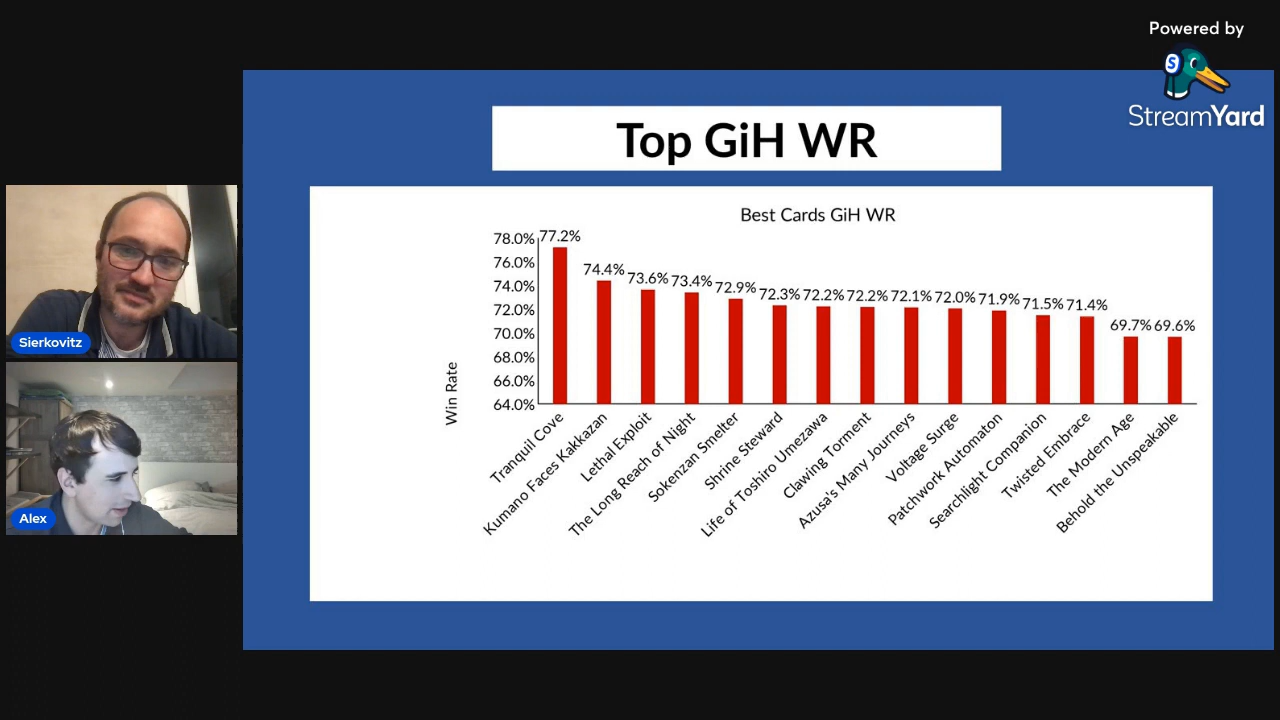 Powered by
StreamYard
Top GiH WR
Best Cards GiH WR
Win Rate
78.0%
76.0%
74.0%
72.0%
70.0%
68.0%
66.0%
64.0%
77.2%
74.4%
73.6%
73.4%
72.9%
72.3%
72.2%
72.2%
72.1%
72.0%
71.9%
71.5%
71.4%
69.7%
69.6%
Tranquil Cove
Kumano Faces Kakkazan
Lethal Exploit
The Long Reach of Night
Sokenzan Smelter
Shrine Steward
Life of Toshiro Umezawa
Clawing Torment
Azusa's Many Journeys
Voltage Surge
Patchwork Automaton
Searchlight Companion
Twisted Embrace
The Modern Age
Behold the Unspeakable
Sierkovitz
Alex